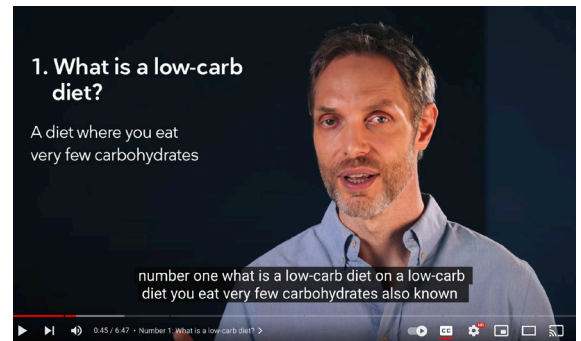 1. What is a low-carb
diet?
A diet where you eat
very few carbohydrates
number one what is a low-carb diet on a low-carb
diet you eat very few carbohydrates also known
0:45 / 6:47 • Number 1: What is a low-carb diet? >
CC
HD